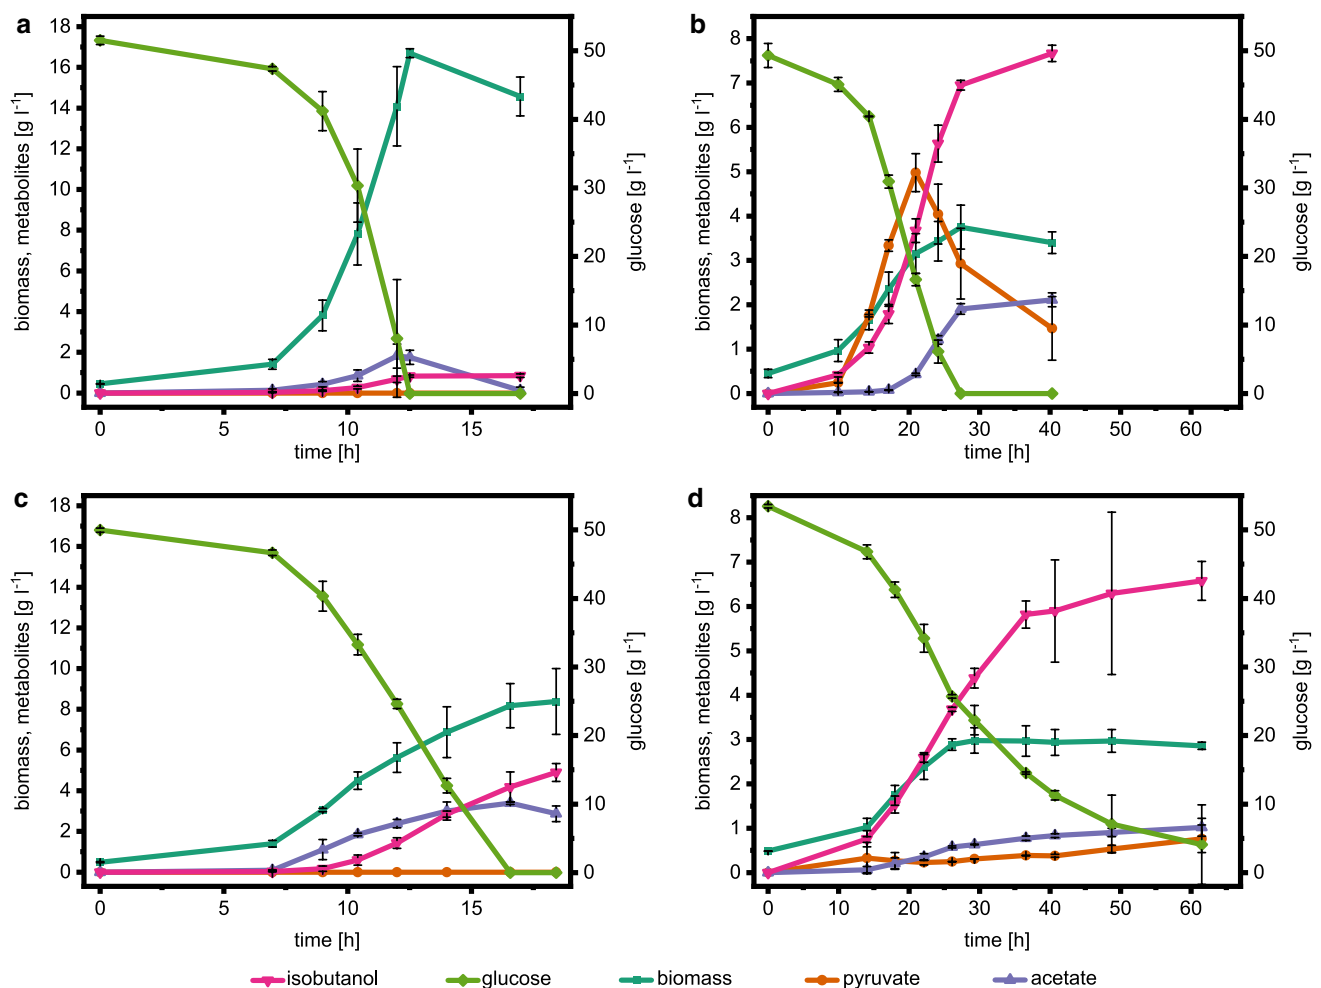 a
18
16
14
12
10
8
6
4
2
0
biomass, metabolites [g l-1]
50
40
30
20
10
0
glucose [g l-1]
0 5 10 15
time [h]
b
8
7
6
5
4
3
2
1
0
biomass, metabolites [g l-1]
50
40
30
20
10
0
glucose [g l-1]
0 10 20 30 40 50 60
time [h]
c
18
16
14
12
10
8
6
4
2
0
biomass, metabolites [g l-1]
50
40
30
20
10
0
glucose [g l-1]
0 5 10 15
time [h]
d
8
7
6
5
4
3
2
1
0
biomass, metabolites [g l-1]
50
40
30
20
10
0
glucose [g l-1]
0 10 20 30 40 50 60
time [h]
isobutanol glucose biomass pyruvate acetate